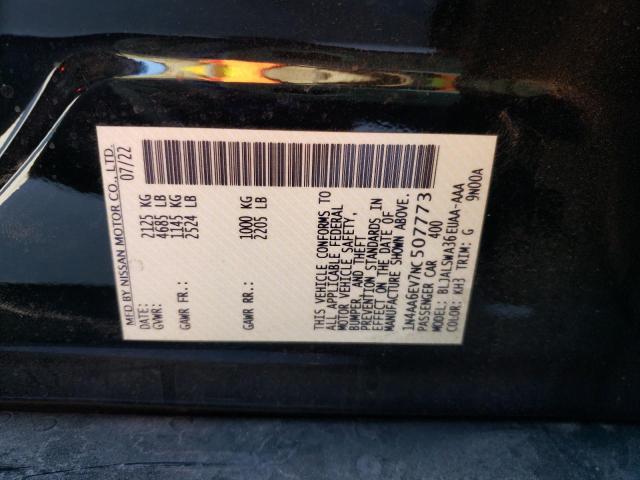 MFD BY NISSAN MOTOR CO., LTD.
07/22
GVWR: 2125 KG
4685 LB
GAWR FR: 1145 KG
2524 LB
GAWR RR: 1000 KG
2205 LB
THIS VEHICLE CONFORMS TO
ALL APPLICABLE FEDERAL
MOTOR VEHICLE SAFETY,
BUMPER, AND THEFT
PREVENTION STANDARDS IN
EFFECT ON THE DATE OF
MANUFACTURE SHOWN ABOVE.
1N4AA6EV7NC507773
PASSENGER CAR 400
MODEL: BLJALSWA36EUAA-AAA
COLOR: KH3 TRIM: G 9N00A